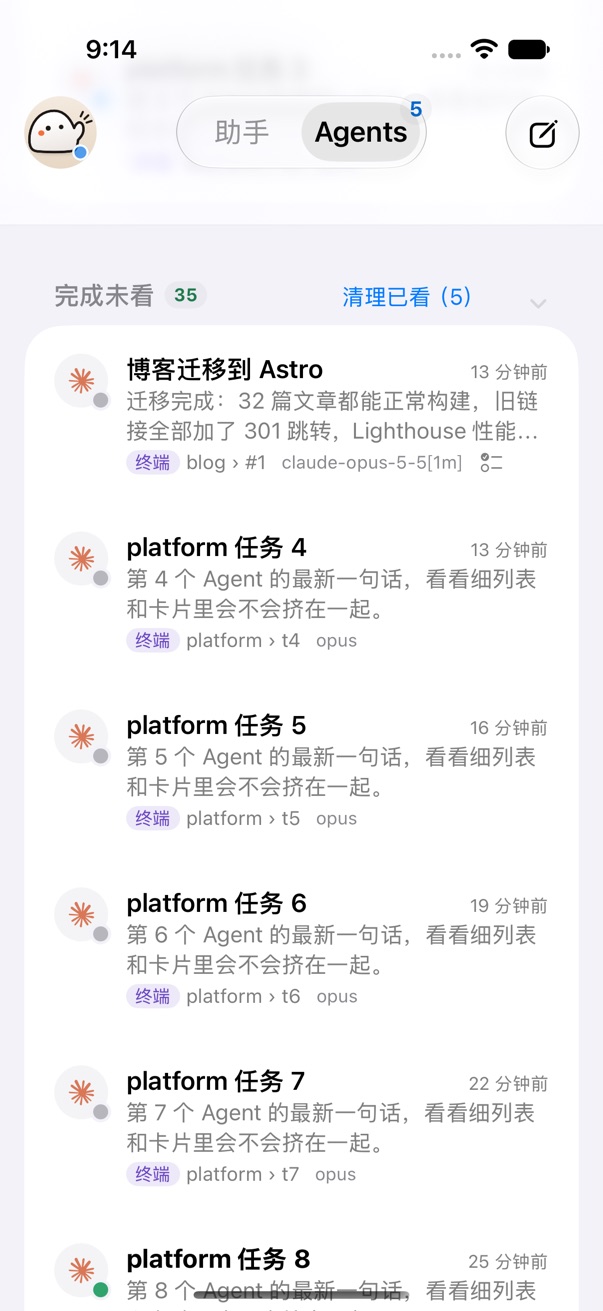 9:14
助手
Agents
5
完成未看 35
清理已看 (5)
博客迁移到 Astro
13 分钟前
迁移完成：32 篇文章都能正常构建，旧链
接全部加了 301 跳转，Lighthouse 性能...
终端 blog › #1 claude-opus-5-5[1m]
platform 任务 4
13 分钟前
第 4 个 Agent 的最新一句话，看看细列表
和卡片里会不会挤在一起。
终端 platform › t4 opus
platform 任务 5
16 分钟前
第 5 个 Agent 的最新一句话，看看细列表
和卡片里会不会挤在一起。
终端 platform › t5 opus
platform 任务 6
19 分钟前
第 6 个 Agent 的最新一句话，看看细列表
和卡片里会不会挤在一起。
终端 platform › t6 opus
platform 任务 7
22 分钟前
第 7 个 Agent 的最新一句话，看看细列表
和卡片里会不会挤在一起。
终端 platform › t7 opus
platform 任务 8
25 分钟前
第 8 个 Agent 的最新一句话，看看细列表